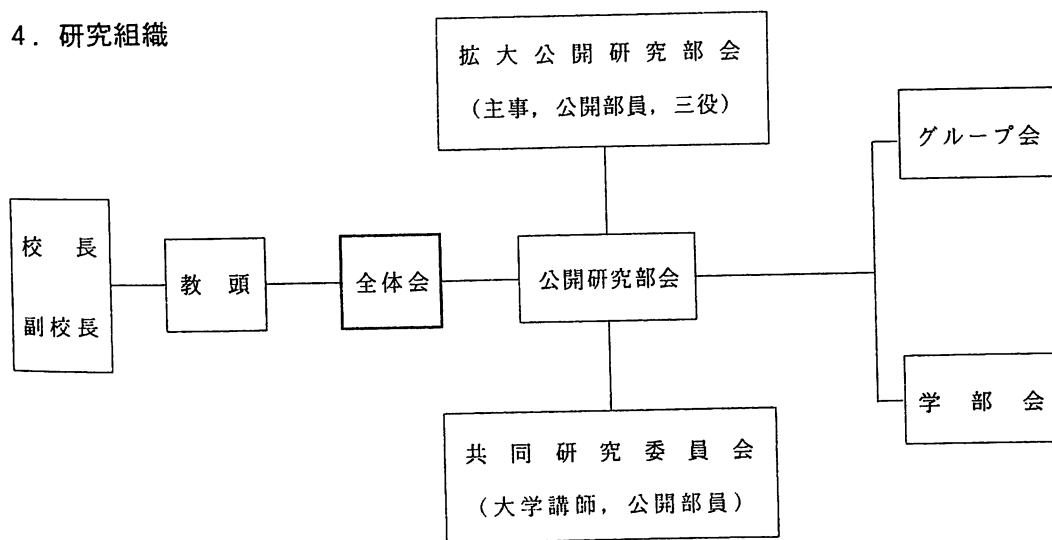 4．研究組織
拡大公開研究部会
(主事，公開部員，三役)
グループ会
校長
副校長
教頭
全体会
公開研究部会
学部会
共同研究委員会
(大学講師，公開部員)